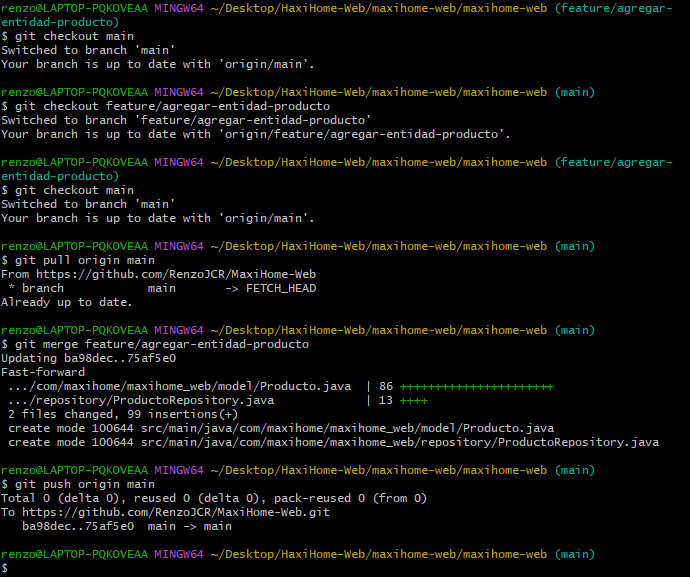 renzo@LAPTOP-PQKOVEAA MINGW64 ~/Desktop/HaxiHome-Web/maxihome-web/maxihome-web (feature/agregar-
entidad-producto)
$ git checkout main
Switched to branch 'main'
Your branch is up to date with 'origin/main'.
renzo@LAPTOP-PQKOVEAA MINGW64 ~/Desktop/HaxiHome-Web/maxihome-web/maxihome-web (main)
$ git checkout feature/agregar-entidad-producto
Switched to branch 'feature/agregar-entidad-producto'
Your branch is up to date with 'origin/feature/agregar-entidad-producto'.
renzo@LAPTOP-PQKOVEAA MINGW64 ~/Desktop/HaxiHome-Web/maxihome-web/maxihome-web (feature/agregar-
entidad-producto)
$ git checkout main
Switched to branch 'main'
Your branch is up to date with 'origin/main'.
renzo@LAPTOP-PQKOVEAA MINGW64 ~/Desktop/HaxiHome-Web/maxihome-web/maxihome-web (main)
$ git pull origin main
From https://github.com/RenzoJCR/MaxiHome-Web
 * branch            main       -> FETCH_HEAD
Already up to date.
renzo@LAPTOP-PQKOVEAA MINGW64 ~/Desktop/HaxiHome-Web/maxihome-web/maxihome-web (main)
$ git merge feature/agregar-entidad-producto
Updating ba98dec..75af5e0
Fast-forward
 .../com/maxihome/maxihome_web/model/Producto.java  | 86 ++++++++++++++++++++++
 .../repository/ProductoRepository.java             | 13 ++++
 2 files changed, 99 insertions(+)
 create mode 100644 src/main/java/com/maxihome/maxihome_web/model/Producto.java
 create mode 100644 src/main/java/com/maxihome/maxihome_web/repository/ProductoRepository.java
renzo@LAPTOP-PQKOVEAA MINGW64 ~/Desktop/HaxiHome-Web/maxihome-web/maxihome-web (main)
$ git push origin main
Total 0 (delta 0), reused 0 (delta 0), pack-reused 0 (from 0)
To https://github.com/RenzoJCR/MaxiHome-Web.git
   ba98dec..75af5e0  main -> main
renzo@LAPTOP-PQKOVEAA MINGW64 ~/Desktop/HaxiHome-Web/maxihome-web/maxihome-web (main)
$